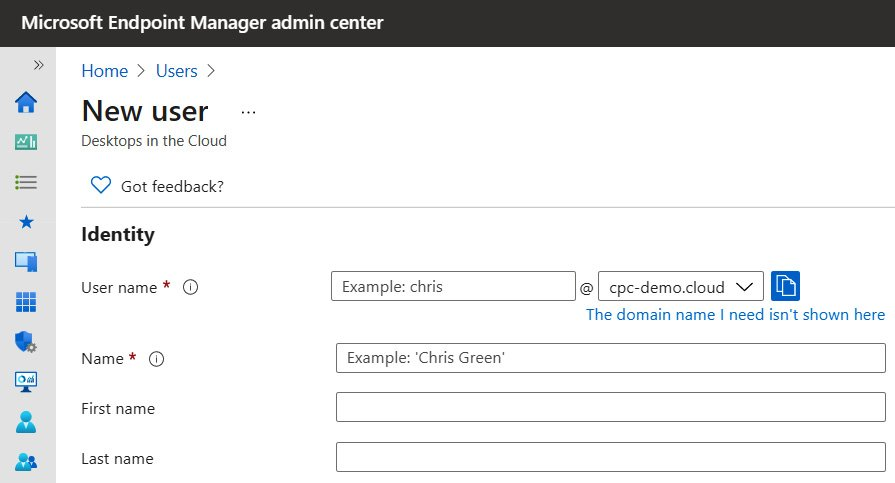 Microsoft Endpoint Manager admin center
Home > Users >
New user ...
Desktops in the Cloud
Got feedback?
Identity
User name * Example: chris @ cpc-demo.cloud
The domain name I need isn't shown here
Name * Example: 'Chris Green'
First name
Last name